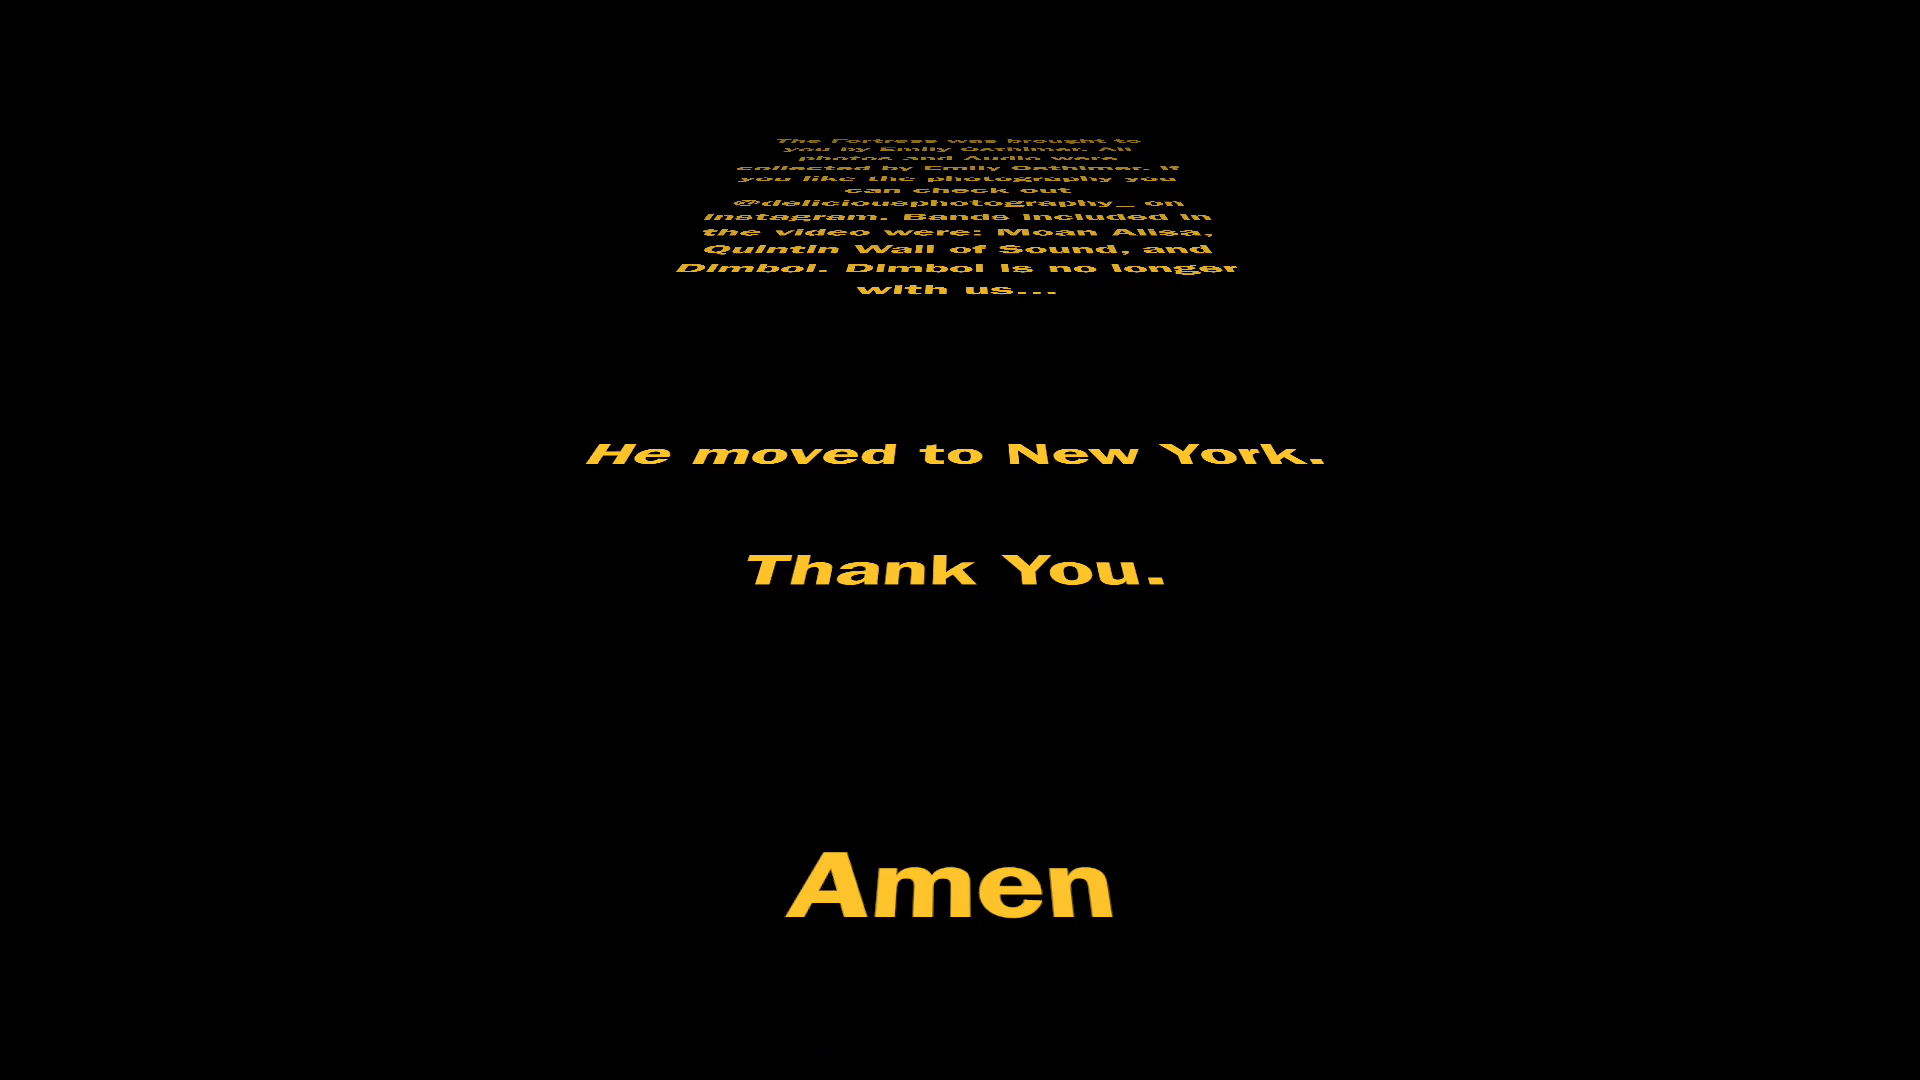 The Fortress was brought to
you by Emily All
photos and Audio were
collected by Emily If
you like the photography you
can check out
@deliciousphotography_ on
Instagram. Bands included in
the video were: Moan Alisa,
Quintin Wall of Sound, and
Dimbol. Dimbol is no longer
with us...
He moved to New York.
Thank You.
Amen